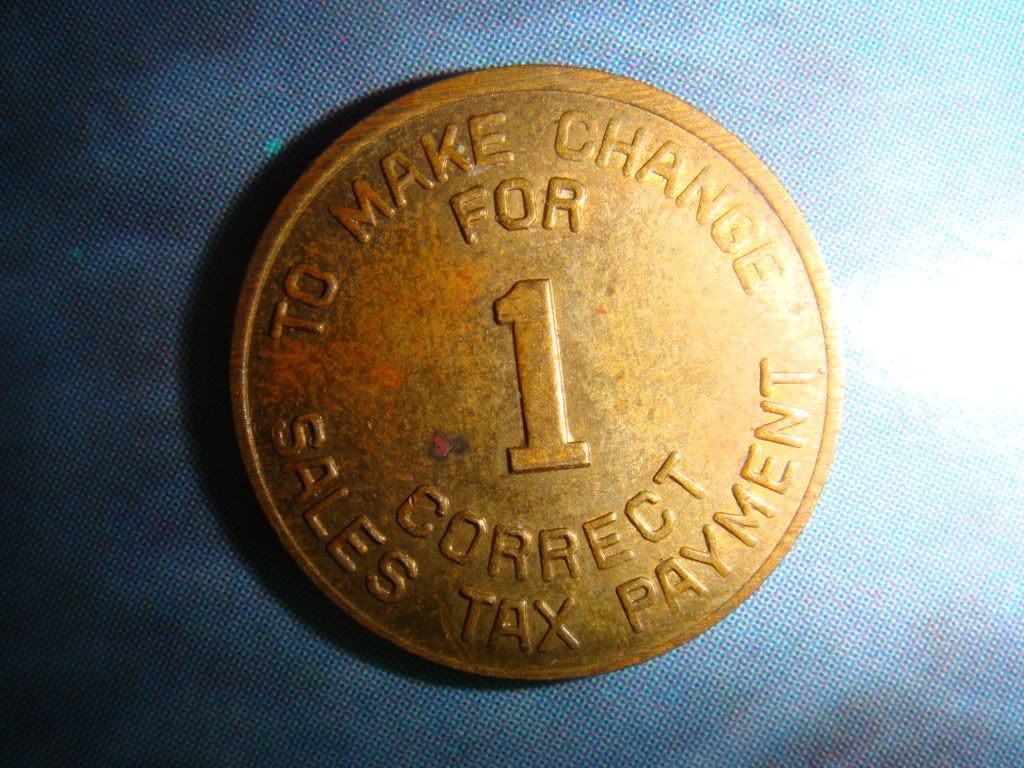 TO MAKE CHANGE
FOR
1
CORRECT
SALES TAX PAYMENT